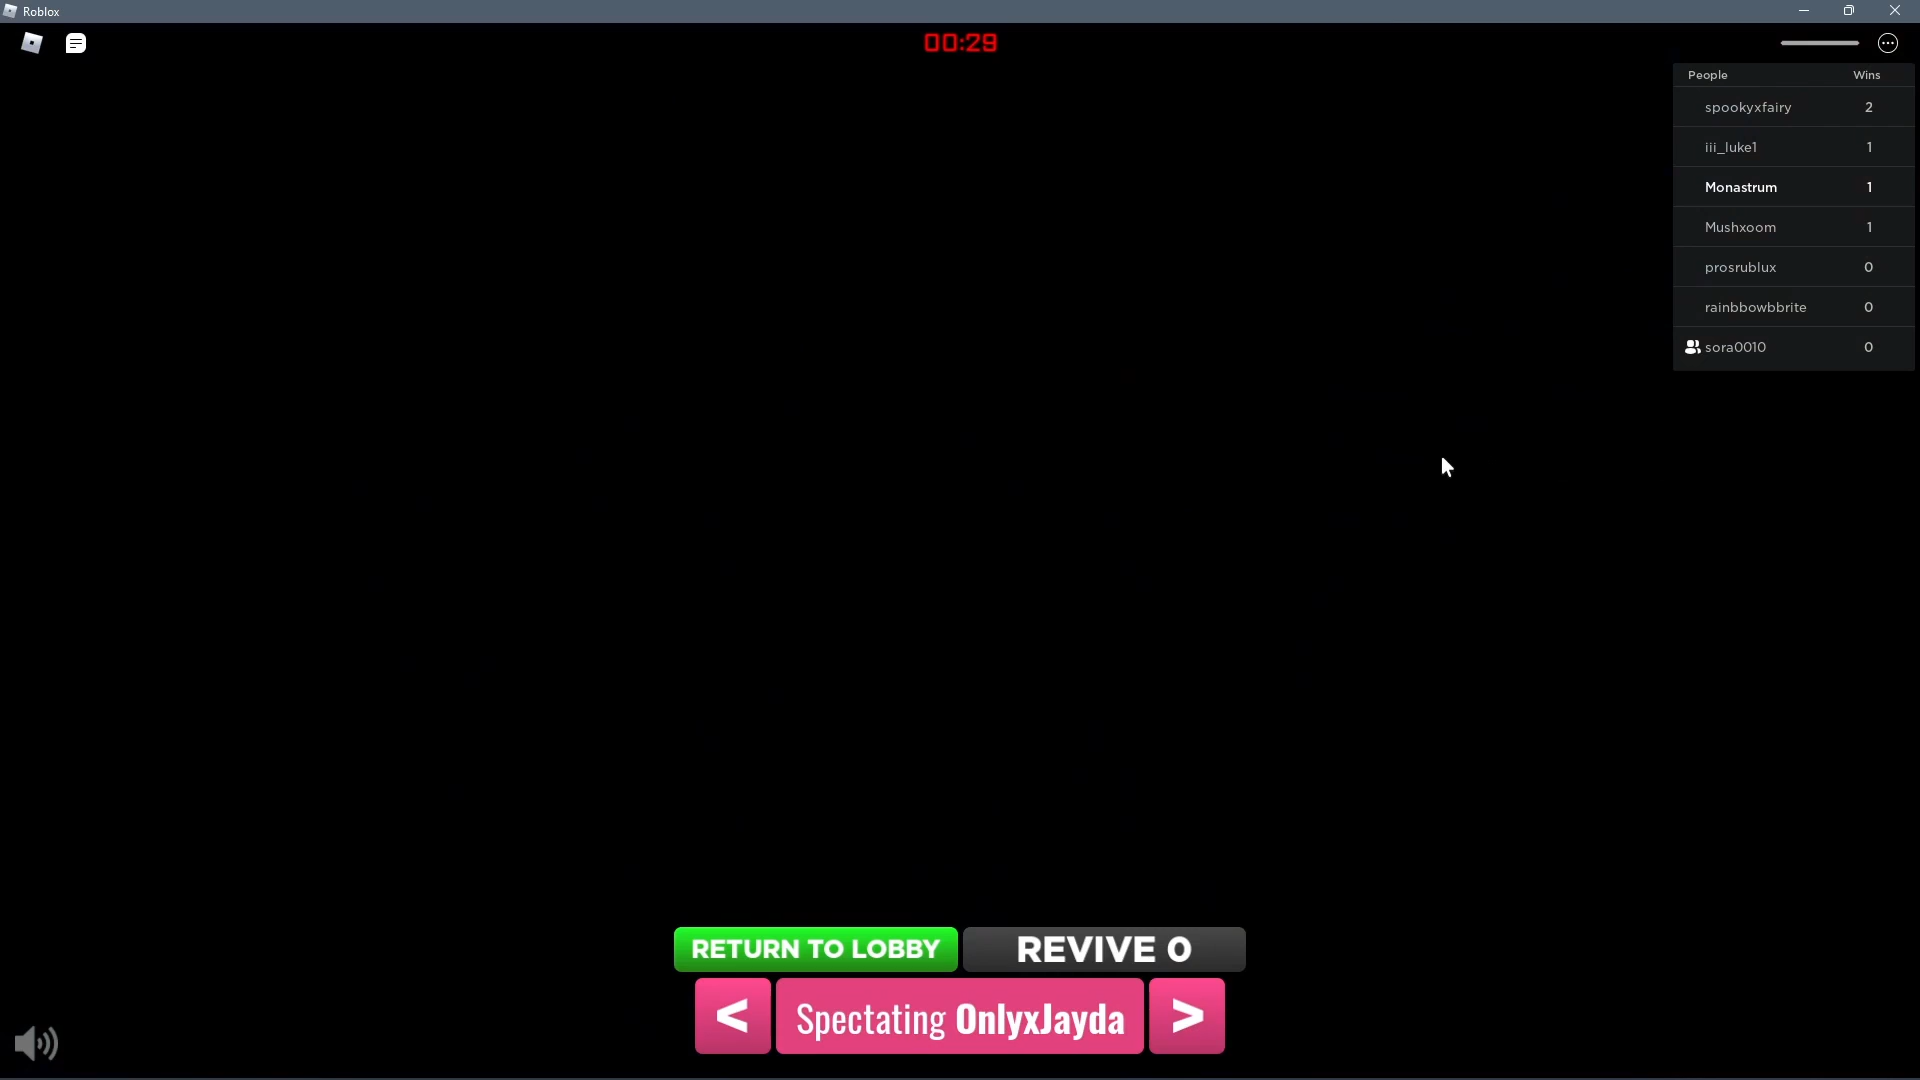 Roblox
00:29
People Wins
spookyxfairy 2
iii_luke1 1
Monastrum 1
Mushxoom 1
prosrublux 0
rainbbowbbrite 0
sora0010 0
RETURN TO LOBBY REVIVE 0
< Spectating OnlyxJayda >